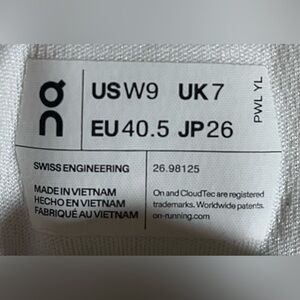 On
US W9 UK 7
EU 40.5 JP 26
PWL YL
SWISS ENGINEERING
26.98125
MADE IN VIETNAM
HECHO EN VIETNAM
FABRIQUÉ AU VIETNAM
On and CloudTec are registered
trademarks. Worldwide patents.
on-running.com